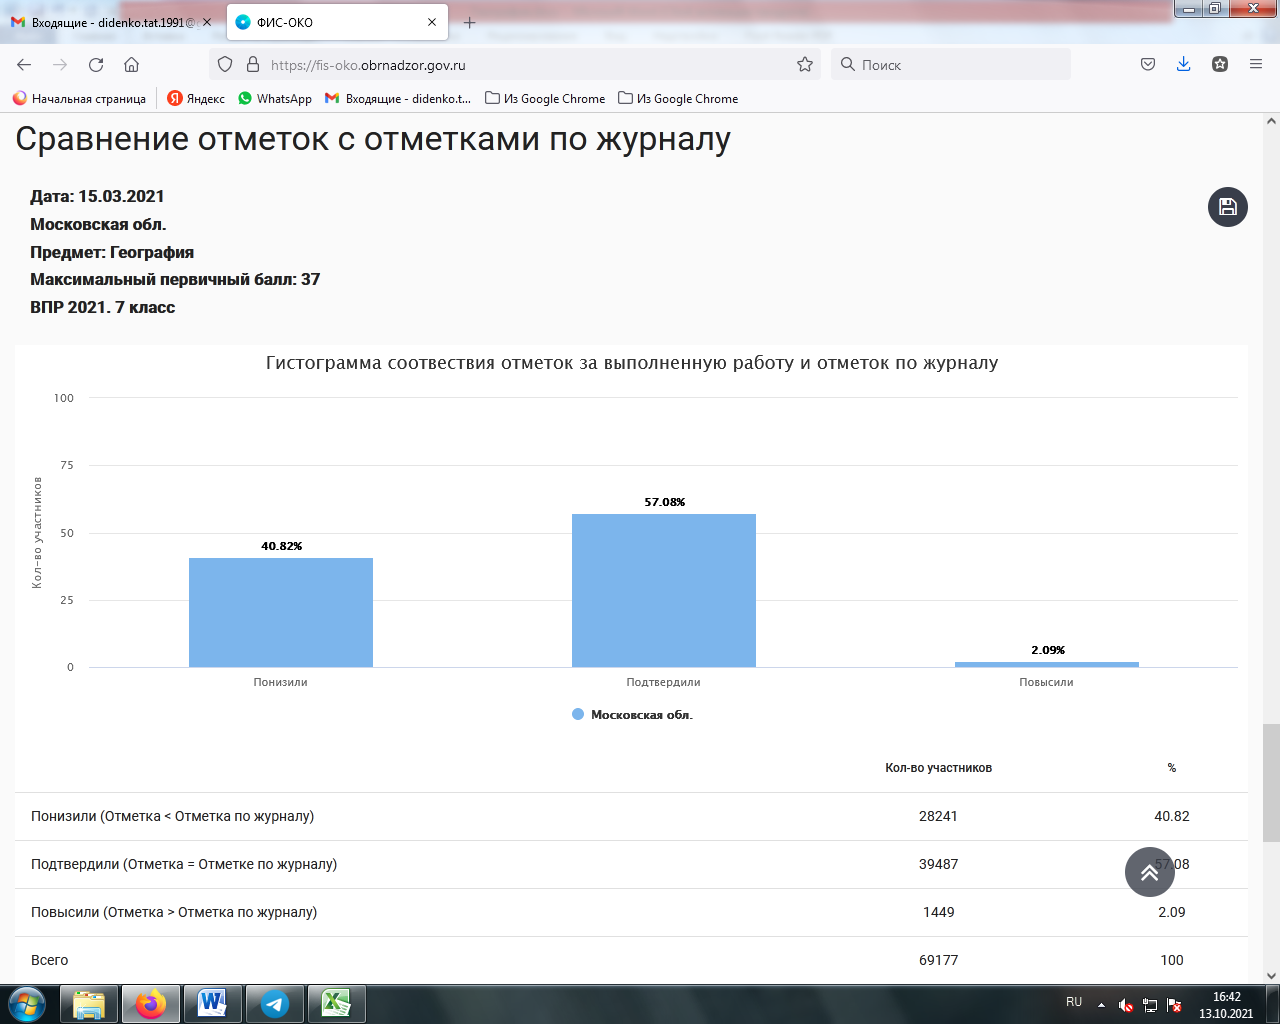 Входящие - didenko.tat.1991@
ФИС-ОКО
https://fis-oko.obrnadzor.gov.ru
Поиск
Начальная страница
Яндекс
WhatsApp
Входящие - didenko.t...
Из Google Chrome
Из Google Chrome
Сравнение отметок с отметками по журналу
Дата: 15.03.2021
Московская обл.
Предмет: География
Максимальный первичный балл: 37
ВПР 2021. 7 класс
Гистограмма соотвествия отметок за выполненную работу и отметок по журналу
Кол-во участников
100
75
50
25
0
40.82%
57.08%
2.09%
Понизили
Подтвердили
Повысили
Московская обл.
Кол-во участников %
Понизили (Отметка < Отметка по журналу) 28241 40.82
Подтвердили (Отметка = Отметке по журналу) 39487 57.08
Повысили (Отметка > Отметка по журналу) 1449 2.09
Всего 69177 100
RU
16:42
13.10.2021